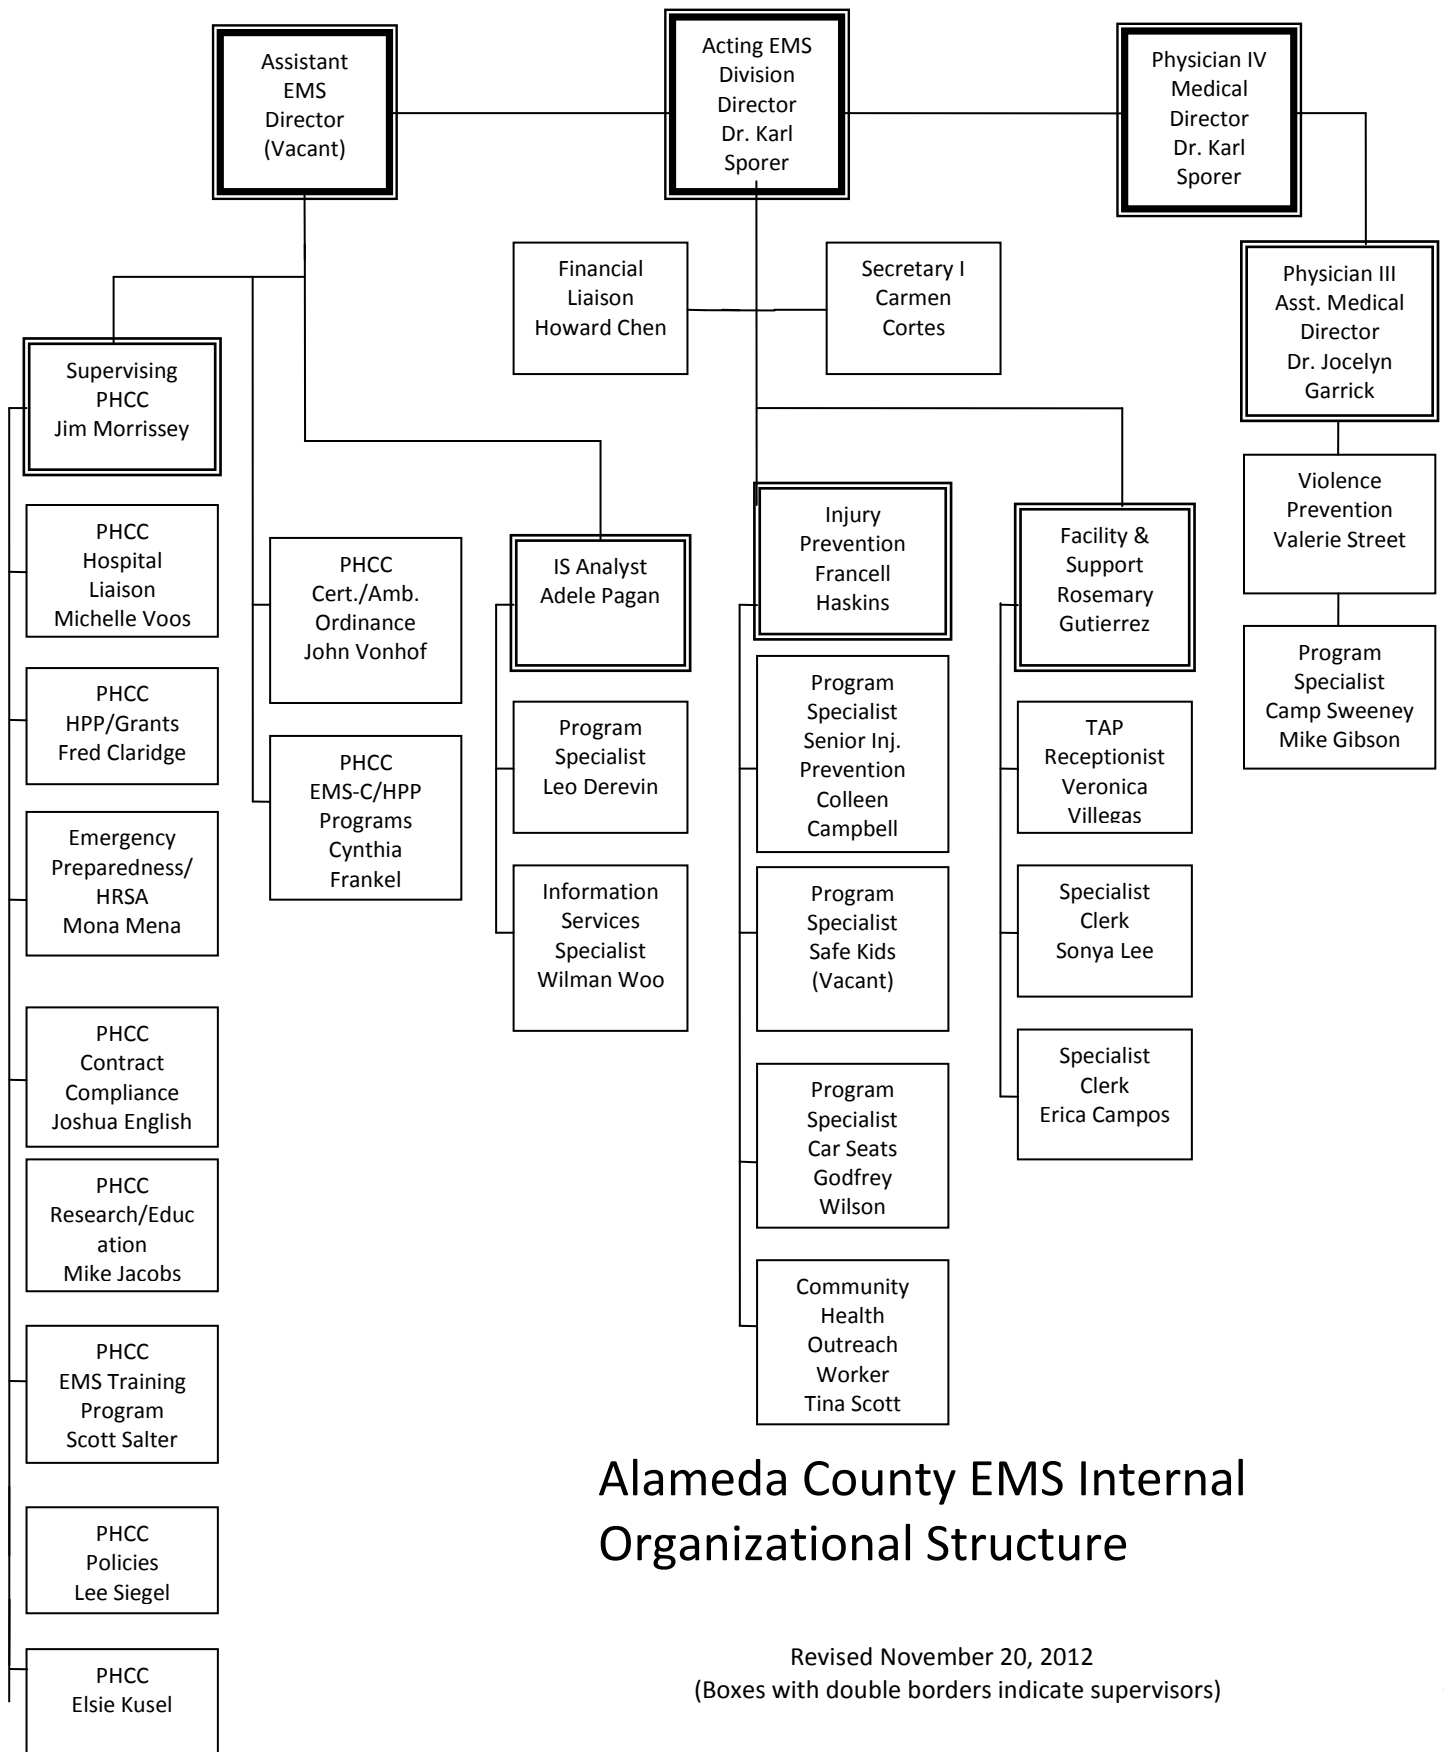 Assistant
EMS
Director
(Vacant)
Acting EMS
Division
Director
Dr. Karl
Sporer
Physician IV
Medical
Director
Dr. Karl
Sporer
Financial
Liaison
Howard Chen
Secretary I
Carmen
Cortes
Physician III
Asst. Medical
Director
Dr. Jocelyn
Garrick
Supervising
PHCC
Jim Morrissey
PHCC
Hospital
Liaison
Michelle Voos
PHCC
HPP/Grants
Fred Claridge
Emergency
Preparedness/
HRSA
Mona Mena
PHCC
Contract
Compliance
Joshua English
PHCC
Research/Educ
ation
Mike Jacobs
PHCC
EMS Training
Program
Scott Salter
PHCC
Policies
Lee Siegel
PHCC
Elsie Kusel
PHCC
Cert./Amb.
Ordinance
John Vonhof
PHCC
EMS-C/HPP
Programs
Cynthia
Frankel
IS Analyst
Adele Pagan
Program
Specialist
Leo Derevin
Information
Services
Specialist
Wilman Woo
Injury
Prevention
Francell
Haskins
Program
Specialist
Senior Inj.
Prevention
Colleen
Campbell
Program
Specialist
Safe Kids
(Vacant)
Program
Specialist
Car Seats
Godfrey
Wilson
Community
Health
Outreach
Worker
Tina Scott
Facility &
Support
Rosemary
Gutierrez
TAP
Receptionist
Veronica
Villegas
Specialist
Clerk
Sonya Lee
Specialist
Clerk
Erica Campos
Violence
Prevention
Valerie Street
Program
Specialist
Camp Sweeney
Mike Gibson
Alameda County EMS Internal
Organizational Structure
Revised November 20, 2012
(Boxes with double borders indicate supervisors)